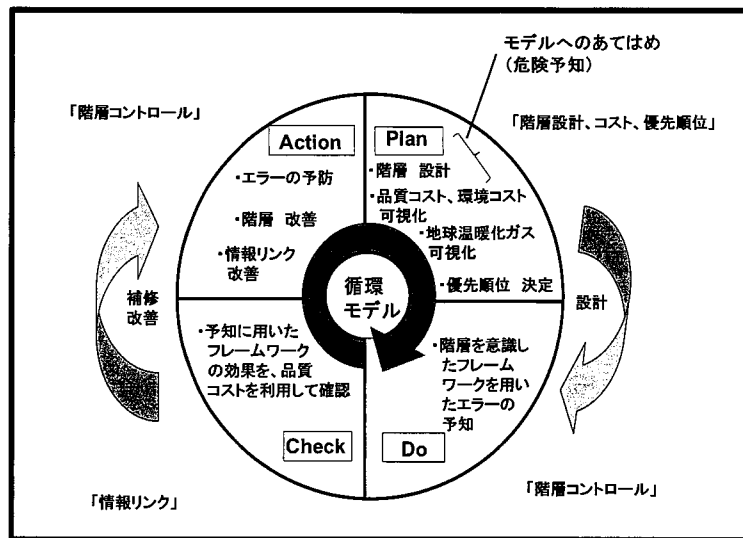 モデルへのあてはめ
(危険予知)
「階層コントロール」
「階層設計、コスト、優先順位」
Action
・エラーの予防
・階層 改善
・情報リンク
改善
Plan
・階層 設計
・品質コスト、環境コスト
可視化
・地球温暖化ガス
可視化
・優先順位 決定
循環
モデル
補修
改善
設計
・予知に用いた
フレームワーク
の効果を、品質
コストを利用して確認
Check
・階層を意識し
たフレーム
ワークを用い
たエラーの
予知
Do
「情報リンク」
「階層コントロール」